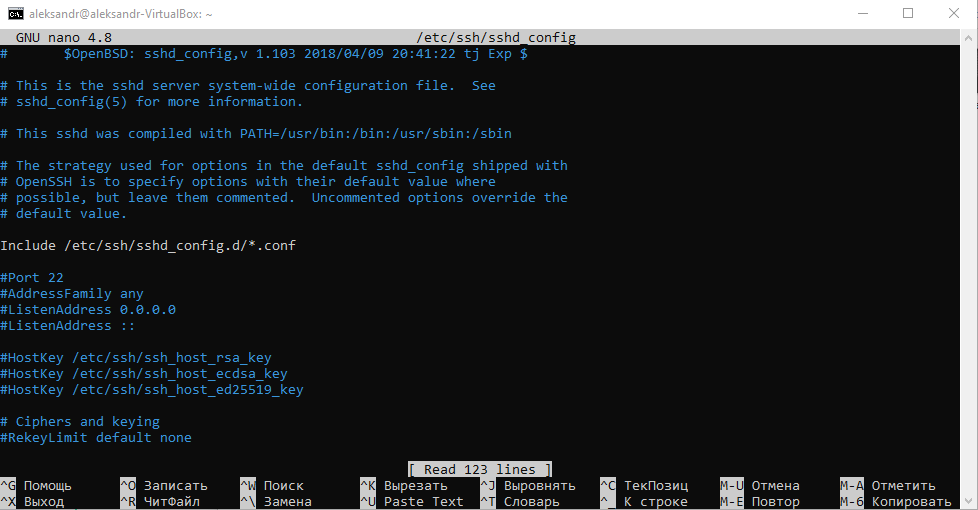 aleksandr@aleksandr-VirtualBox: ~
GNU nano 4.8 /etc/ssh/sshd_config
# $OpenBSD: sshd_config,v 1.103 2018/04/09 20:41:22 tj Exp $
# This is the sshd server system-wide configuration file. See
# sshd_config(5) for more information.
# This sshd was compiled with PATH=/usr/bin:/bin:/usr/sbin:/sbin
# The strategy used for options in the default sshd_config shipped with
# OpenSSH is to specify options with their default value where
# possible, but leave them commented. Uncommented options override the
# default value.
Include /etc/ssh/sshd_config.d/*.conf
#Port 22
#AddressFamily any
#ListenAddress 0.0.0.0
#ListenAddress ::
#HostKey /etc/ssh/ssh_host_rsa_key
#HostKey /etc/ssh/ssh_host_ecdsa_key
#HostKey /etc/ssh/ssh_host_ed25519_key
# Ciphers and keying
#RekeyLimit default none
[ Read 123 lines ]
^G Помощь ^O Записать ^W Поиск ^K Вырезать ^J Выровнять ^C ТекПозиц M-U Отмена M-A Отметить
^X Выход ^R ЧитФайл ^\ Замена ^U Paste Text ^T Словарь ^_ К строке M-E Повтор M-6 Копировать